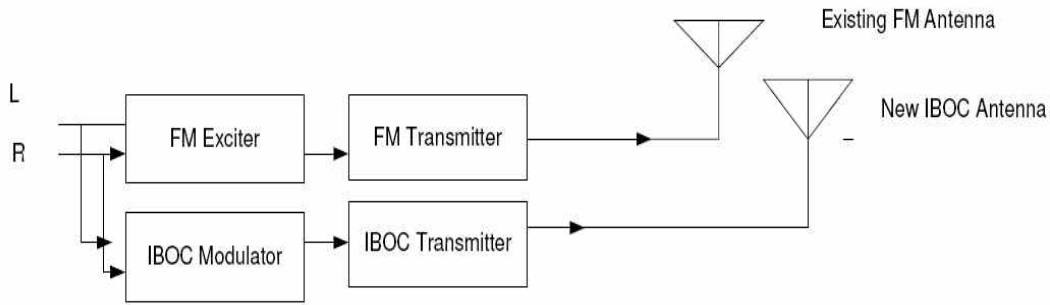 Existing FM Antenna
New IBOC Antenna
L
R
FM Exciter
FM Transmitter
IBOC Modulator
IBOC Transmitter